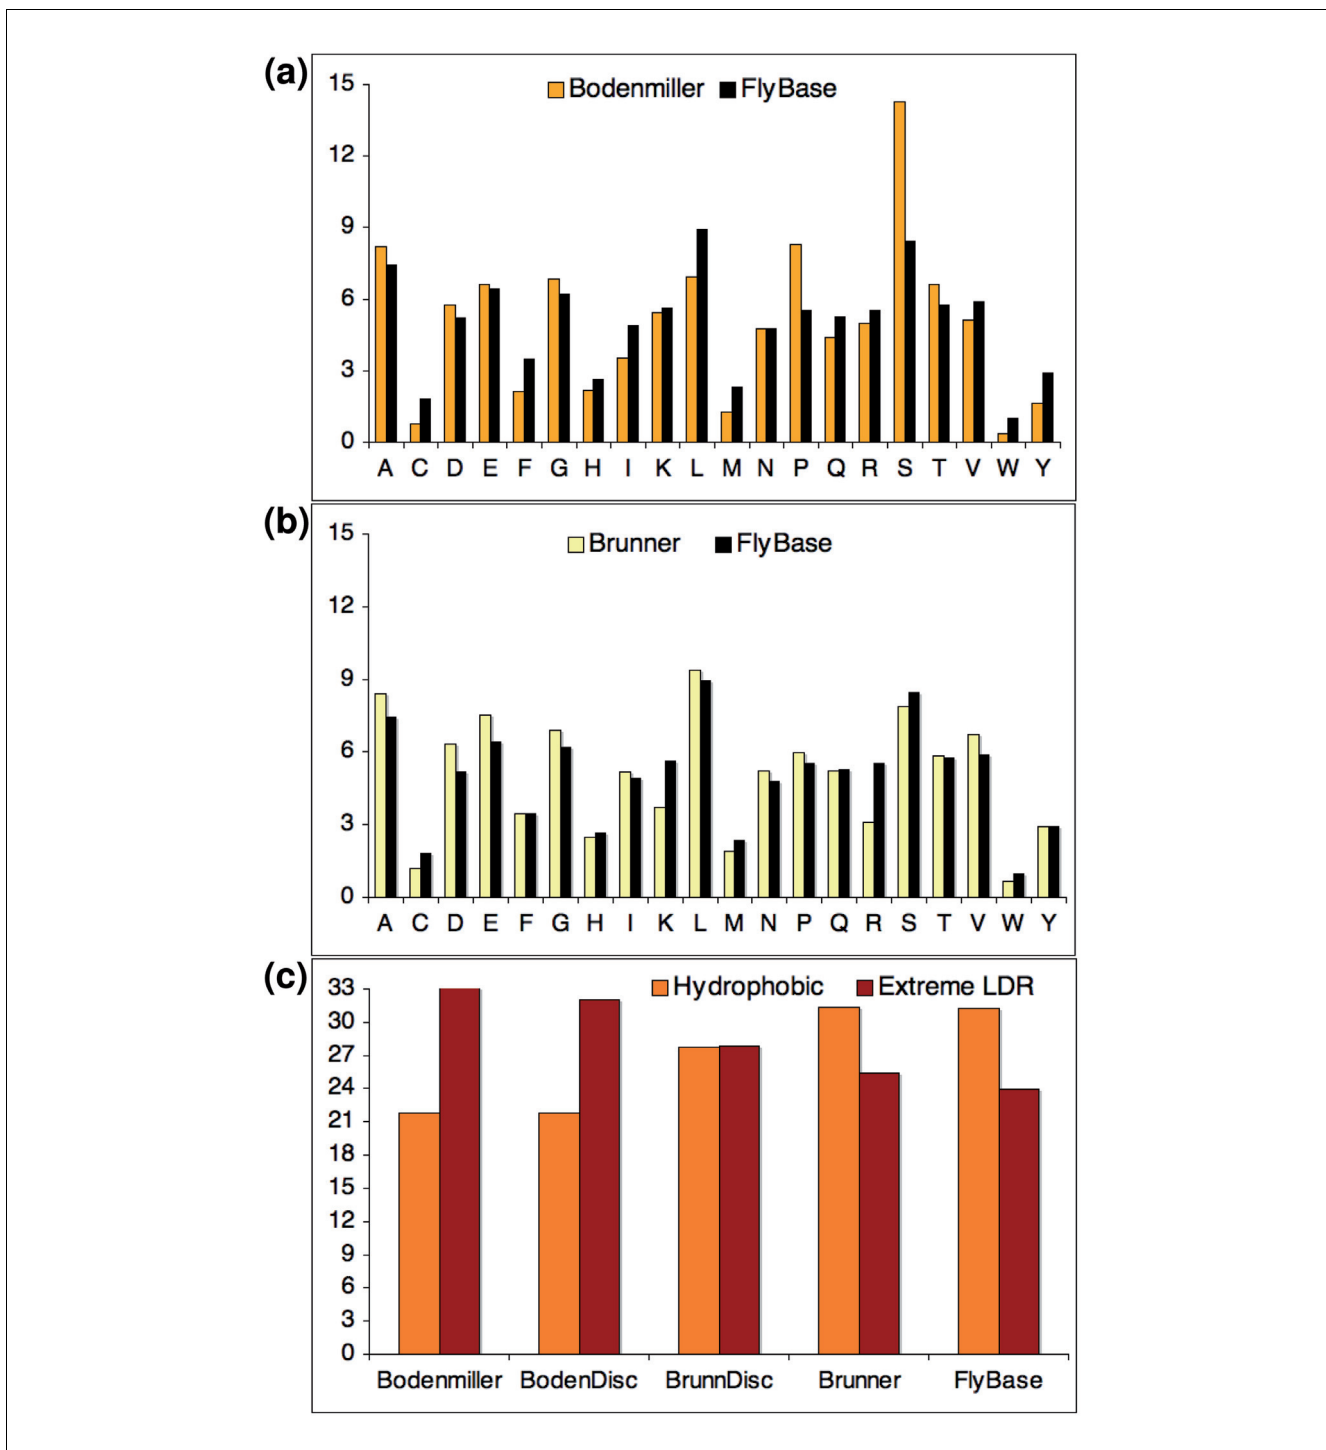 (a)
Bodenmiller FlyBase
15
12
9
6
3
0
A C D E F G H I K L M N P Q R S T V W Y
(b)
Brunner FlyBase
15
12
9
6
3
0
A C D E F G H I K L M N P Q R S T V W Y
(c)
Hydrophobic Extreme LDR
33
30
27
24
21
18
15
12
9
6
3
0
Bodenmiller BodenDisc BrunnDisc Brunner FlyBase